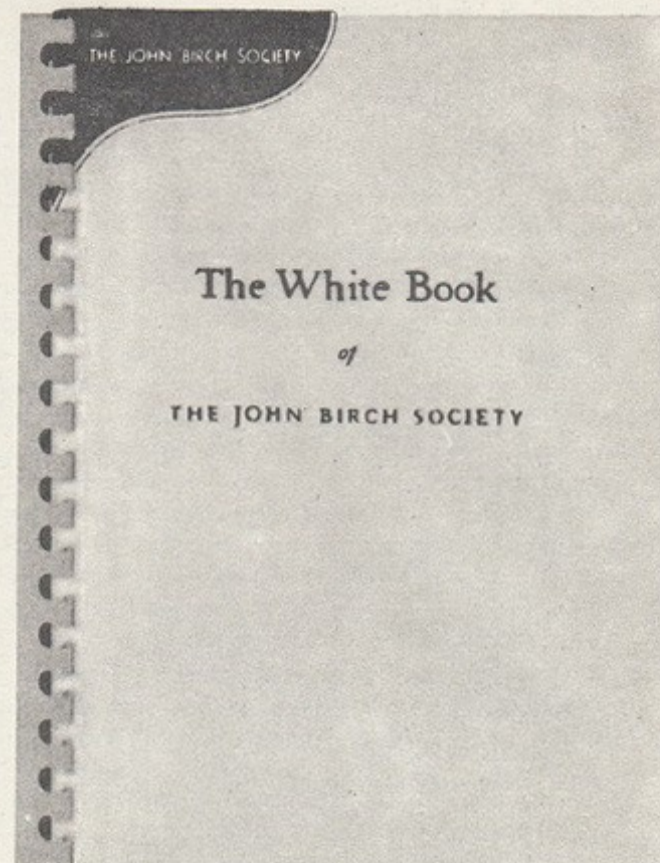 THE JOHN BIRCH SOCIETY
The White Book
of
THE JOHN BIRCH SOCIETY